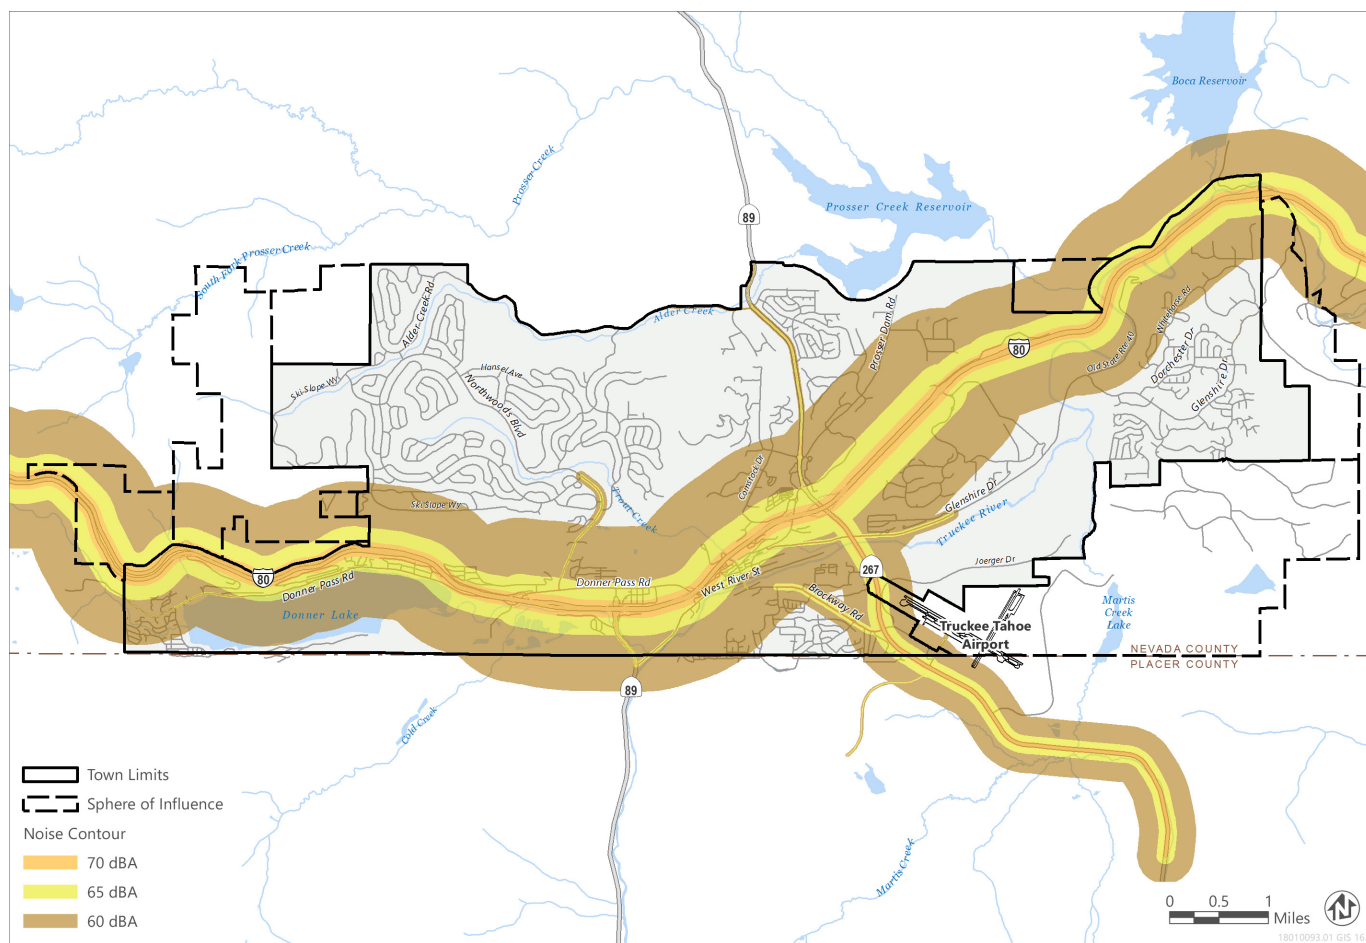 Boca Reservoir
Prosser Creek
Prosser Creek Reservoir
89
South Fork Prosser Creek
Alder Creek Rd
Alder Creek
Prosser Dam Rd
Whitehorse Rd
Old State Rte 40
80
Dorchester Dr
Glenshire Dr
Hansel Ave
Ski Slope Wy
Northwoods Blvd
Comstock Dr
Ski Slope Wy
Trout Creek
Glenshire Dr
Truckee River
Joerger Dr
267
80
Donner Pass Rd
Donner Pass Rd
West River St
Brockway Rd
Donner Lake
Martis
Creek
Lake
Truckee Tahoe
Airport
NEVADA COUNTY
PLACER COUNTY
89
Cold Creek
Martis Creek
Town Limits
Sphere of Influence
Noise Contour
70 dBA
65 dBA
60 dBA
0 0.5 1
Miles
N
18010093.01 GIS 16